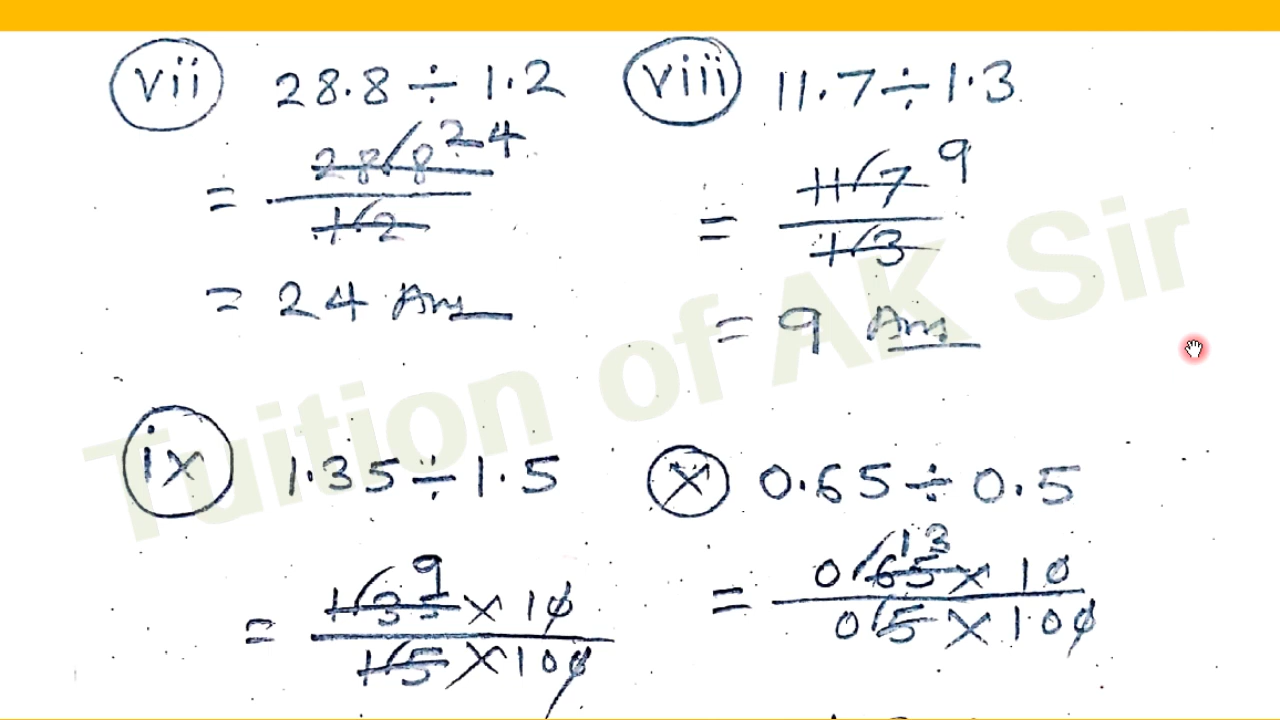 vii 28.8 ÷ 1.2
= 28.8 24 / 1.2
= 24 Ans
viii 11.7 ÷ 1.3
= 11.7 9 / 1.3
= 9 Ans
ix 1.35 ÷ 1.5
= 1.35 9 × 10 / 1.5 × 100
x 0.65 ÷ 0.5
= 0.65 13 × 10 / 0.5 × 100
Tuition of AK Sir